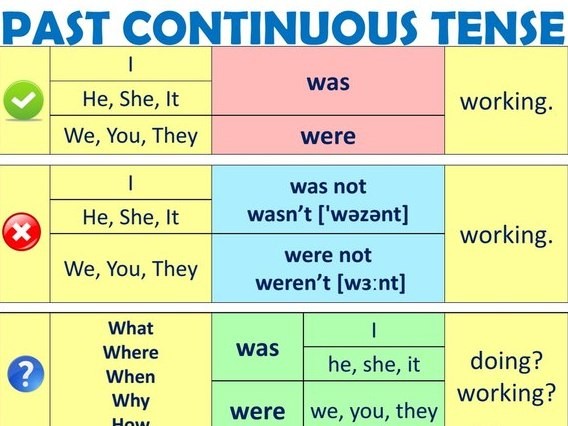 PAST CONTINUOUS TENSE
I
He, She, It
We, You, They
was
were
working.
I
He, She, It
We, You, They
was not
wasn't ['wəzənt]
were not
weren't [wɜːnt]
working.
What
Where
When
Why
How
was
were
I
he, she, it
we, you, they
doing?
working?